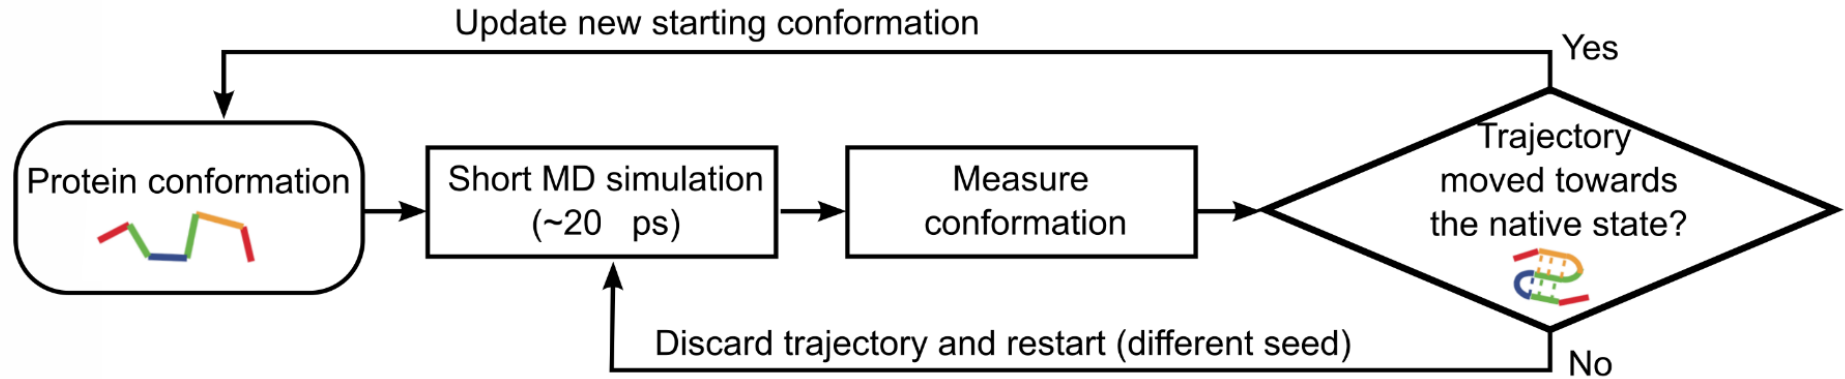 Update new starting conformation
Yes
Protein conformation
Short MD simulation
(~20 ps)
Measure
conformation
Trajectory
moved towards
the native state?
Discard trajectory and restart (different seed)
No